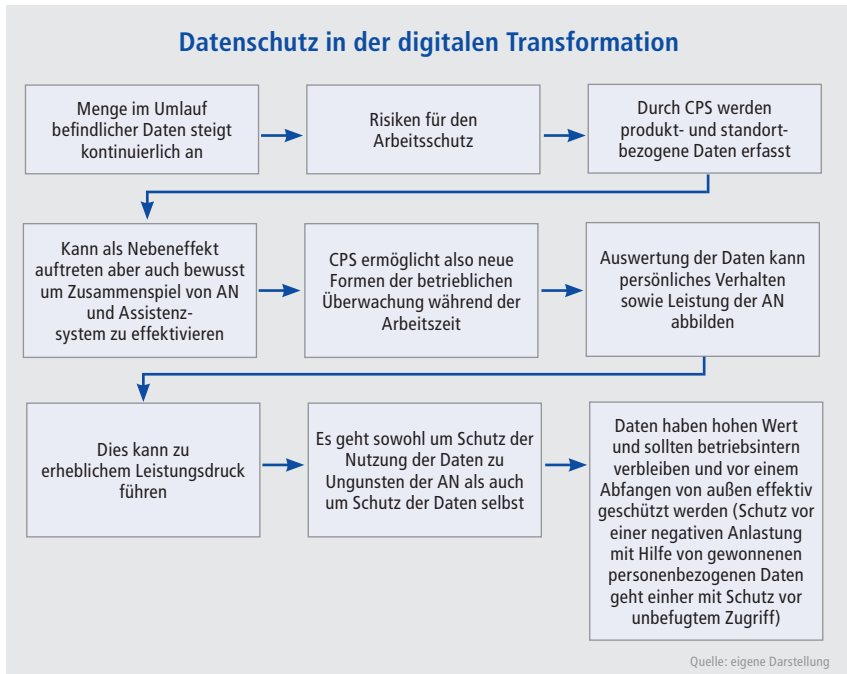 Datenschutz in der digitalen Transformation
Menge im Umlauf
befindlicher Daten steigt
kontinuierlich an
Risiken für den
Arbeitsschutz
Durch CPS werden
produkt- und standort-
bezogene Daten erfasst
Kann als Nebeneffekt
auftreten aber auch bewusst
um Zusammenspiel von AN
und Assistenz-
system zu effektivieren
CPS ermöglicht also neue
Formen der betrieblichen
Überwachung während der
Arbeitszeit
Auswertung der Daten kann
persönliches Verhalten
sowie Leistung der AN
abbilden
Dies kann zu
erheblichem Leistungsdruck
führen
Es geht sowohl um Schutz der
Nutzung der Daten zu
Ungunsten der AN als auch
um Schutz der Daten selbst
Daten haben hohen Wert
und sollten betriebsintern
verbleiben und vor einem
Abfangen von außen effektiv
geschützt werden (Schutz vor
einer negativen Anlastung
mit Hilfe von gewonnenen
personenbezogenen Daten
geht einher mit Schutz vor
unbefugtem Zugriff)
Quelle: eigene Darstellung